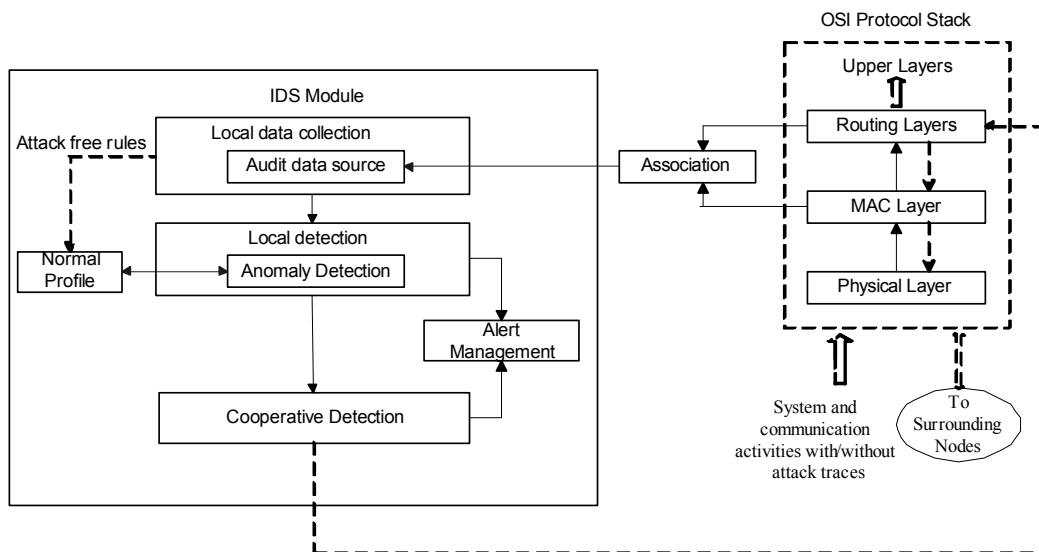 OSI Protocol Stack
Upper Layers
IDS Module
Local data collection
Attack free rules
Routing Layers
Audit data source
Association
MAC Layer
Local detection
Normal
Profile
Anomaly Detection
Physical Layer
Alert
Management
Cooperative Detection
System and
communication
activities with/without
attack traces
To
Surrounding
Nodes